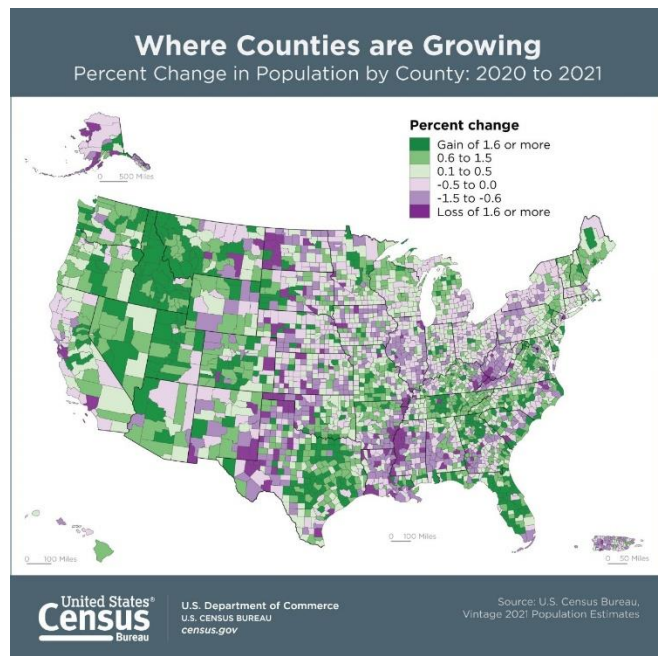 Where Counties are Growing
Percent Change in Population by County: 2020 to 2021
Percent change
Gain of 1.6 or more
0.6 to 1.5
0.1 to 0.5
-0.5 to 0.0
-1.5 to -0.6
Loss of 1.6 or more
0 500 Miles
0 100 Miles
0 100 Miles
0 50 Miles
United States®
Census
Bureau
U.S. Department of Commerce
U.S. CENSUS BUREAU
census.gov
Source: U.S. Census Bureau,
Vintage 2021 Population Estimates